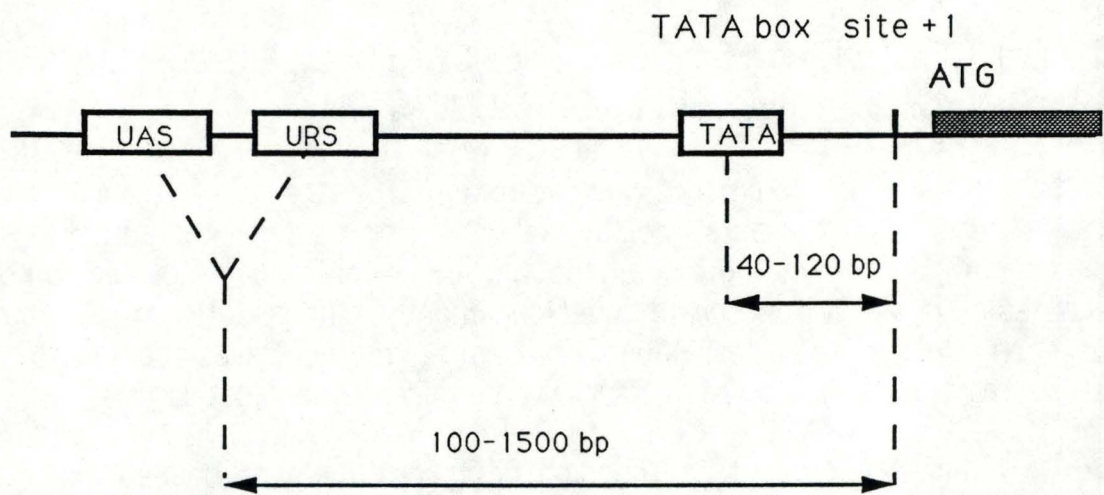 TATA box site +1
ATG
UAS URS TATA
40-120 bp
100-1500 bp